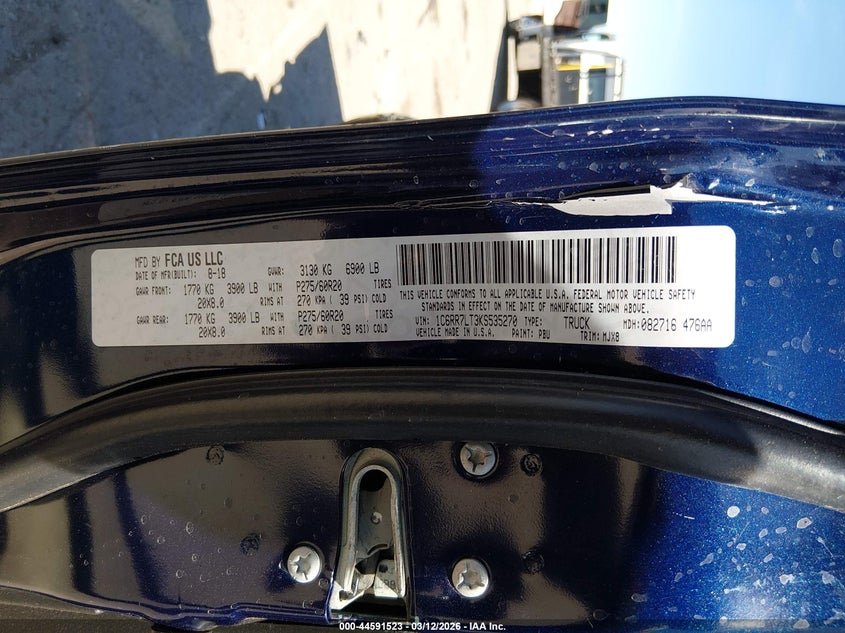 MFD BY FCA US LLC
DATE OF MFR(BUILT): 8-18 GVWR: 3130 KG 6900 LB
GAWR FRONT: 1770 KG 3900 LB WITH P275/60R20 TIRES
20X8.0 RIMS AT 270 KPA ( 39 PSI) COLD
GAWR REAR: 1770 KG 3900 LB WITH P275/60R20 TIRES
20X8.0 RIMS AT 270 KPA ( 39 PSI) COLD
THIS VEHICLE CONFORMS TO ALL APPLICABLE U.S.A. FEDERAL MOTOR VEHICLE SAFETY
STANDARDS IN EFFECT ON THE DATE OF MANUFACTURE SHOWN ABOVE.
VIN: 1C6RR7LT3KS535270 TYPE: TRUCK MDH: 082716 476AA
VEHICLE MADE IN U.S.A. PAINT: PBU TRIM: MJX8
000-44591523 - 03/12/2026 - IAA Inc.